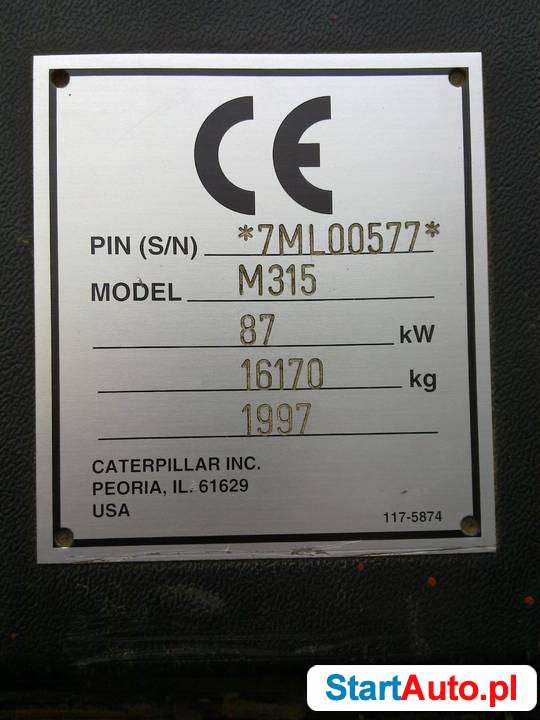 CE
PIN (S/N) *7ML00577*
MODEL M315
87 kW
16170 kg
1997
CATERPILLAR INC.
PEORIA, IL. 61629
USA
117-5874
StartAuto.pl